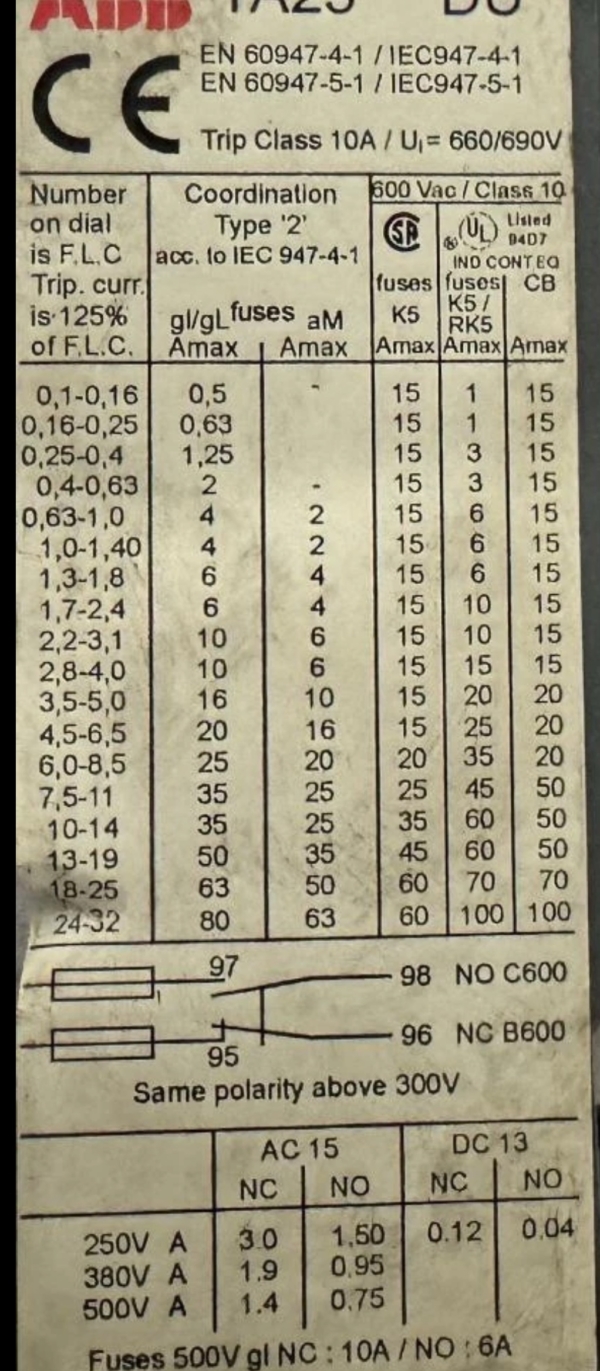 ABB TA25 DU
CE
EN 60947-4-1 / IEC947-4-1
EN 60947-5-1 / IEC947-5-1
Trip Class 10A / Ui= 660/690V
Number on dial is F.L.C Trip. curr. is 125% of F.L.C.
Coordination Type '2' acc. to IEC 947-4-1
600 Vac / Class 10
SA
UL Listed 94D7
IND CONT EQ
gl/gL fuses aM
fuses K5
fuses K5 / RK5
CB
Amax Amax Amax Amax Amax
0,1-0,16 0,5 - 15 1 15
0,16-0,25 0,63 15 1 15
0,25-0,4 1,25 15 3 15
0,4-0,63 2 - 15 3 15
0,63-1,0 4 2 15 6 15
1,0-1,40 4 2 15 6 15
1,3-1,8 6 4 15 6 15
1,7-2,4 6 4 15 10 15
2,2-3,1 10 6 15 10 15
2,8-4,0 10 6 15 15 15
3,5-5,0 16 10 15 20 20
4,5-6,5 20 16 15 25 20
6,0-8,5 25 20 20 35 20
7,5-11 35 25 25 45 50
10-14 35 25 35 60 50
13-19 50 35 45 60 50
18-25 63 50 60 70 70
24-32 80 63 60 100 100
97 98 NO C600
95 96 NC B600
Same polarity above 300V
AC 15 DC 13
NC NO NC NO
250V A 3.0 1.50 0.12 0.04
380V A 1.9 0.95
500V A 1.4 0.75
Fuses 500V gl NC : 10A / NO : 6A